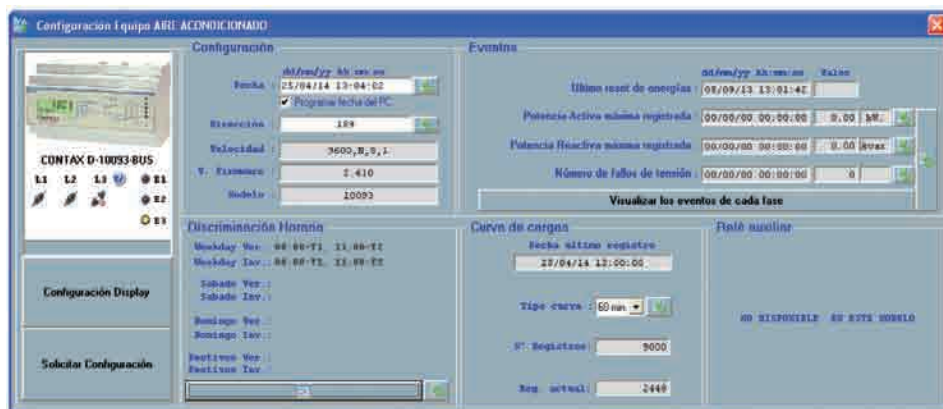 Configuración Equipo AIRE ACONDICIONADO
CONTAX D-10093-BUS
L1 L2 L3 E1
E2
E3
Configuración Display
Solicitar Configuración
Configuración
dd/mm/yy hh:mm:ss
Fecha : 25/04/14 13:04:02
Programar fecha del PC
Dirección : 189
Velocidad : 9600,N,8,1
V. Firmware : 2.410
Modelo : 10093
Eventos
dd/mm/yy hh:mm:ss Valor
Último reset de energías : 05/09/13 13:01:42
Potencia Activa máxima registrada : 00/00/00 00:00:00 0.00 kW.
Potencia Reactiva máxima registrada : 00/00/00 00:00:00 0.00 kvar
Número de fallos de tensión : 00/00/00 00:00:00 0
Visualizar los eventos de cada fase
Discriminación Horaria
Weekday Ver.: 00:00-T1, 11:00-T2
Weekday Inv.: 00:00-T2, 11:00-T2
Sabado Ver.:
Sabado Inv.:
Domingo Ver.:
Domingo Inv.:
Festivos Ver.:
Festivos Inv.:
Curva de cargas
Fecha último registro
25/04/14 13:00:00
Tipo curva : 60 min.
Nº Registros: 9000
Reg. actual: 2449
Relé auxiliar
NO DISPONIBLE EN ESTE MODELO